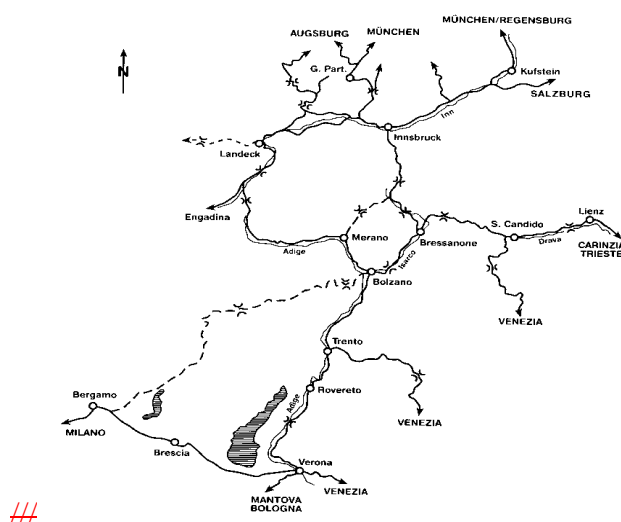 MÜNCHEN/REGENSBURG
AUGSBURG
MÜNCHEN
G. Part.
Kufstein
N
SALZBURG
Inn
Innsbruck
Landeck
Engadina
Lienz
S. Candido
Merano
Bressanone
Drava
Adige
Isarco
CARINZIA
TRIESTE
Bolzano
VENEZIA
Trento
Rovereto
Bergamo
Adige
VENEZIA
MILANO
Brescia
Verona
VENEZIA
MANTOVA
BOLOGNA